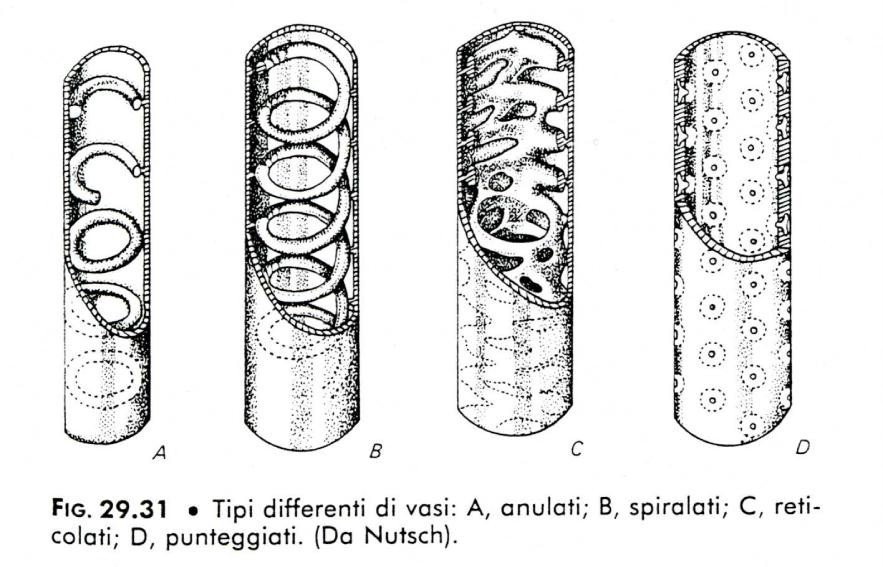 A
B
C
D
FIG. 29.31 • Tipi differenti di vasi: A, anulati; B, spiralati; C, reti-
colati; D, punteggiati. (Da Nutsch).